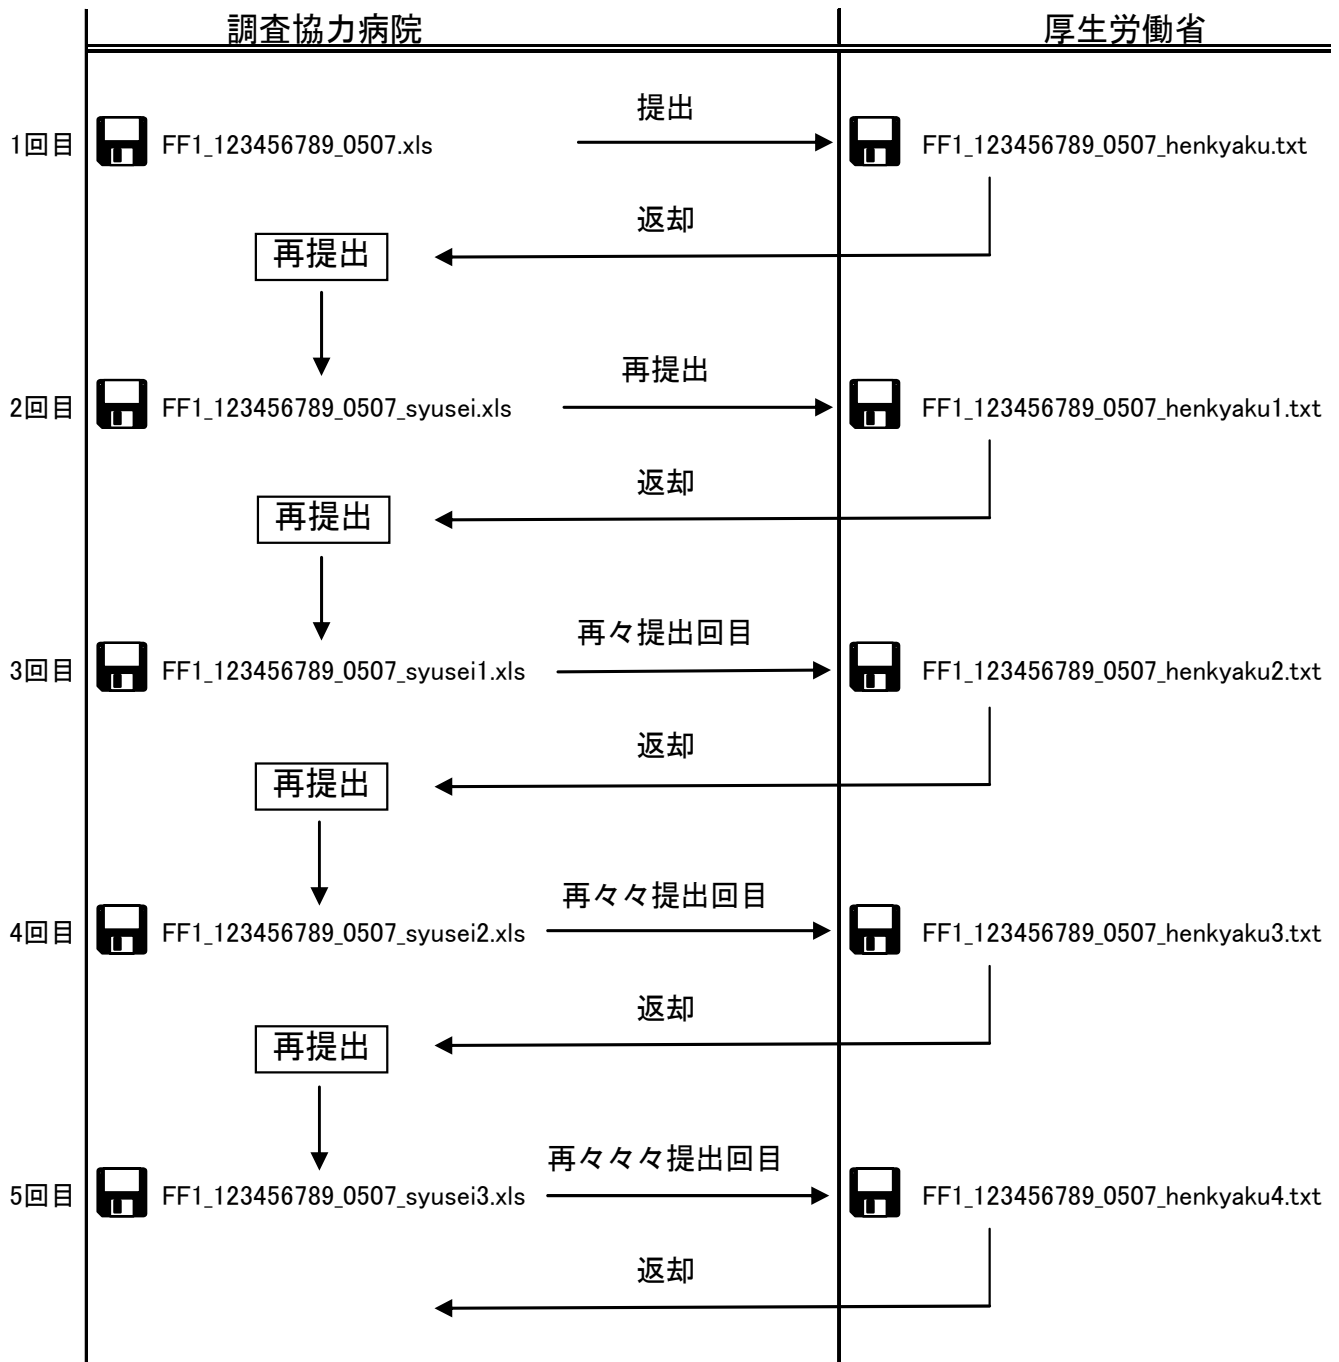 調査協力病院 厚生労働省
提出
1回目 FF1_123456789_0507.xls FF1_123456789_0507_henkyaku.txt
返却
再提出
再提出
2回目 FF1_123456789_0507_syusei.xls FF1_123456789_0507_henkyaku1.txt
返却
再提出
再々提出回目
3回目 FF1_123456789_0507_syusei1.xls FF1_123456789_0507_henkyaku2.txt
返却
再提出
再々々提出回目
4回目 FF1_123456789_0507_syusei2.xls FF1_123456789_0507_henkyaku3.txt
返却
再提出
再々々々提出回目
5回目 FF1_123456789_0507_syusei3.xls FF1_123456789_0507_henkyaku4.txt
返却